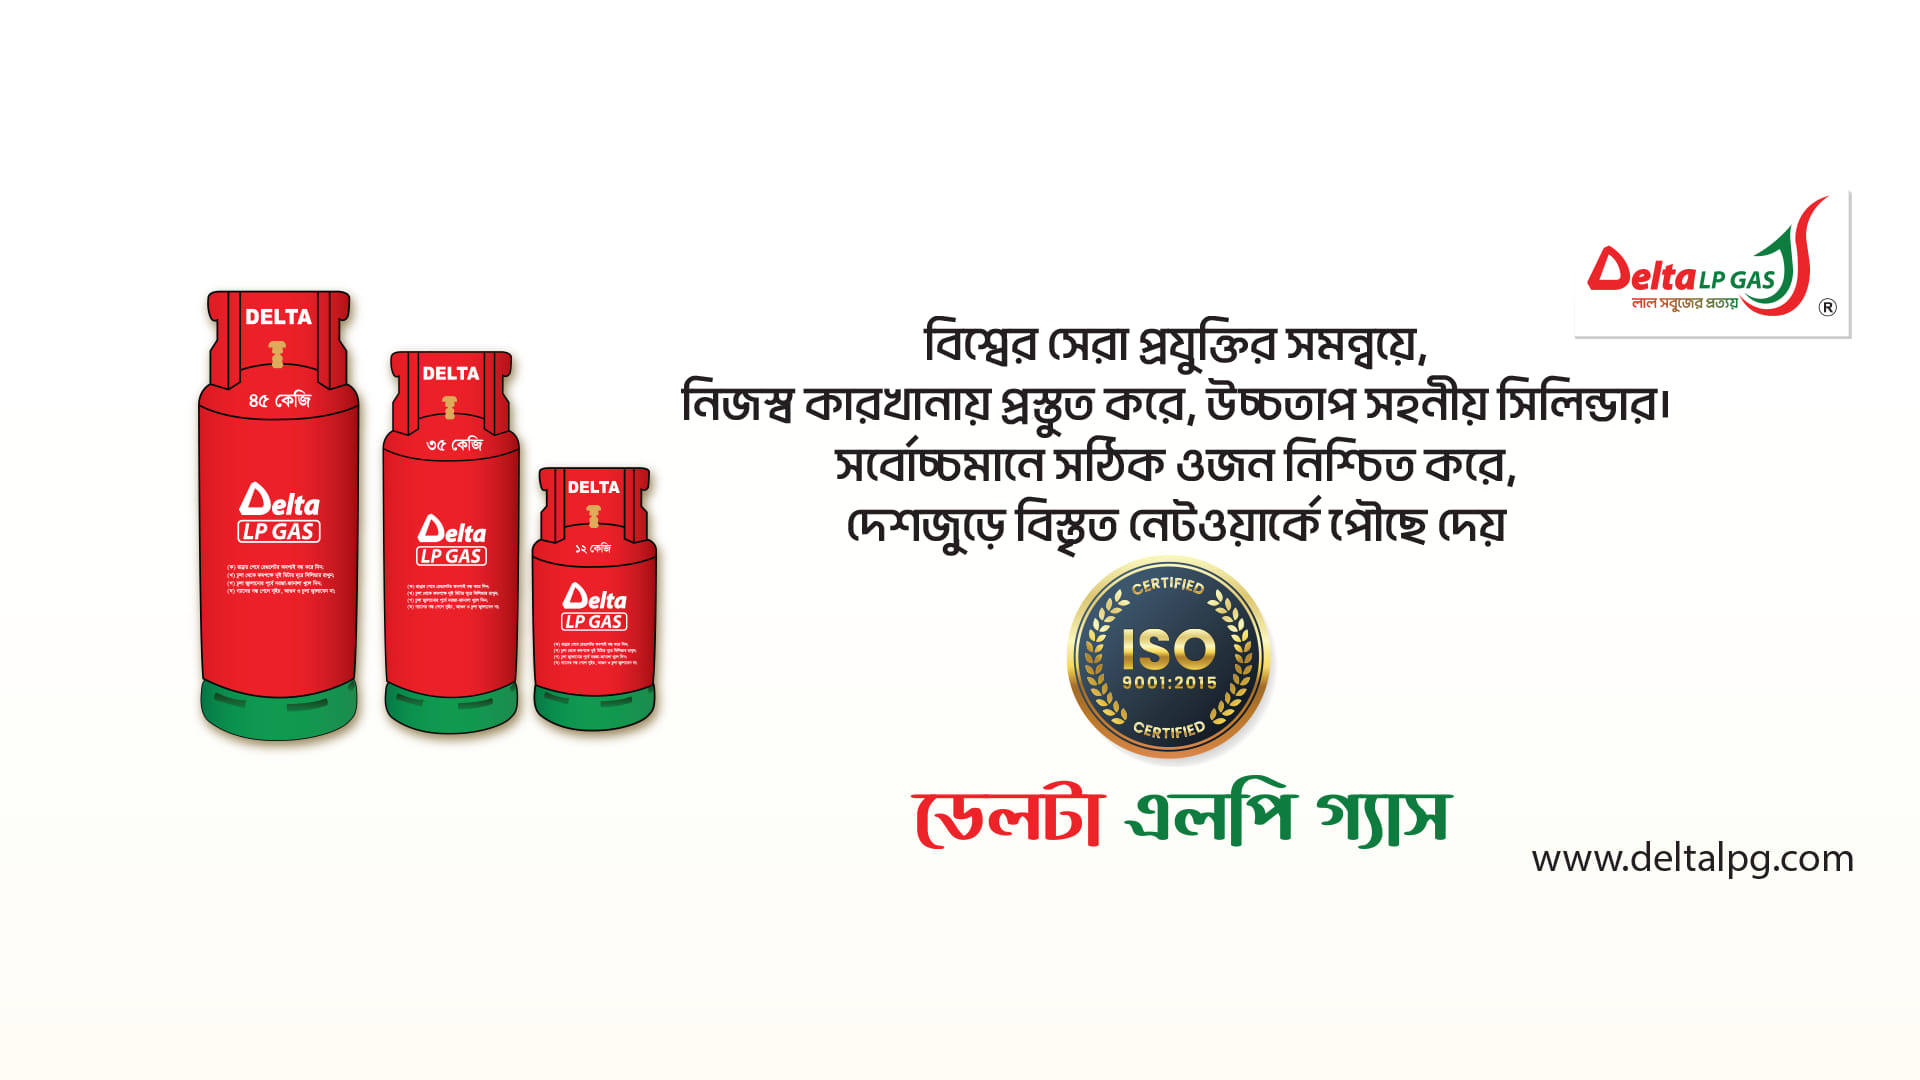 DELTA
৪৫ কেজি
Delta
LP GAS
DELTA
৩৫ কেজি
Delta
LP GAS
DELTA
১২ কেজি
Delta
LP GAS
Delta LP GAS
লাল সবুজের প্রত্যয়
®
বিশ্বের সেরা প্রযুক্তির সমন্বয়ে,
নিজস্ব কারখানায় প্রস্তুত করে, উচ্চতাপ সহনীয় সিলিন্ডার।
সর্বোচ্চমানে সঠিক ওজন নিশ্চিত করে,
দেশজুড়ে বিস্তৃত নেটওয়ার্কে পৌছে দেয়
CERTIFIED
ISO
9001:2015
CERTIFIED
ডেলটা এলপি গ্যাস
www.deltalpg.com